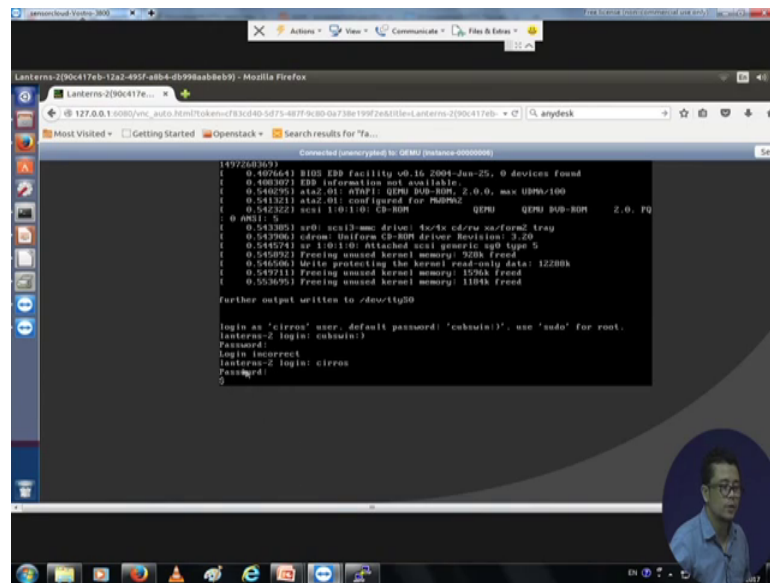 sensorcloud-Vostro-3800
Free license (non-commercial use only)
Actions
View
Communicate
Files & Extras
Lanterns-2(90c417eb-12a2-495f-a8b4-db998aab8eb9) - Mozilla Firefox
En
Lanterns-2(90c417e...
127.0.0.1:6080/vnc_auto.html?token=cf83cd40-5d75-487f-9c80-0a738e199f2e&title=Lanterns-2(90c417eb-
anydesk
Most Visited
Getting Started
Openstack
Search results for "fa...
Connected (unencrypted) to: QEMU (Instance-00000006)
Se
1497260369)
[ 0.407664] BIOS EDD facility v0.16 2004-Jun-25, 0 devices found
[ 0.408307] EDD information not available.
[ 0.540295] ata2.01: ATAPI: QEMU DVD-ROM, 2.0.0, max UDMA/100
[ 0.541321] ata2.01: configured for MWDMA2
[ 0.542322] scsi 1:0:1:0: CD-ROM QEMU QEMU DVD-ROM 2.0. PQ
: 0 ANSI: 5
[ 0.543385] sr0: scsi3-mmc drive: 4x/4x cd/rw xa/form2 tray
[ 0.543906] cdrom: Uniform CD-ROM driver Revision: 3.20
[ 0.544574] sr 1:0:1:0: Attached scsi generic sg0 type 5
[ 0.545892] Freeing unused kernel memory: 928k freed
[ 0.546506] Write protecting the kernel read-only data: 12288k
[ 0.549711] Freeing unused kernel memory: 1596k freed
[ 0.553695] Freeing unused kernel memory: 1184k freed
further output written to /dev/ttyS0
login as 'cirros' user. default password: 'cubswin:)'. use 'sudo' for root.
lanterns-2 login: cubswin:)
Password:
Login incorrect
lanterns-2 login: cirros
Password:
$
EN